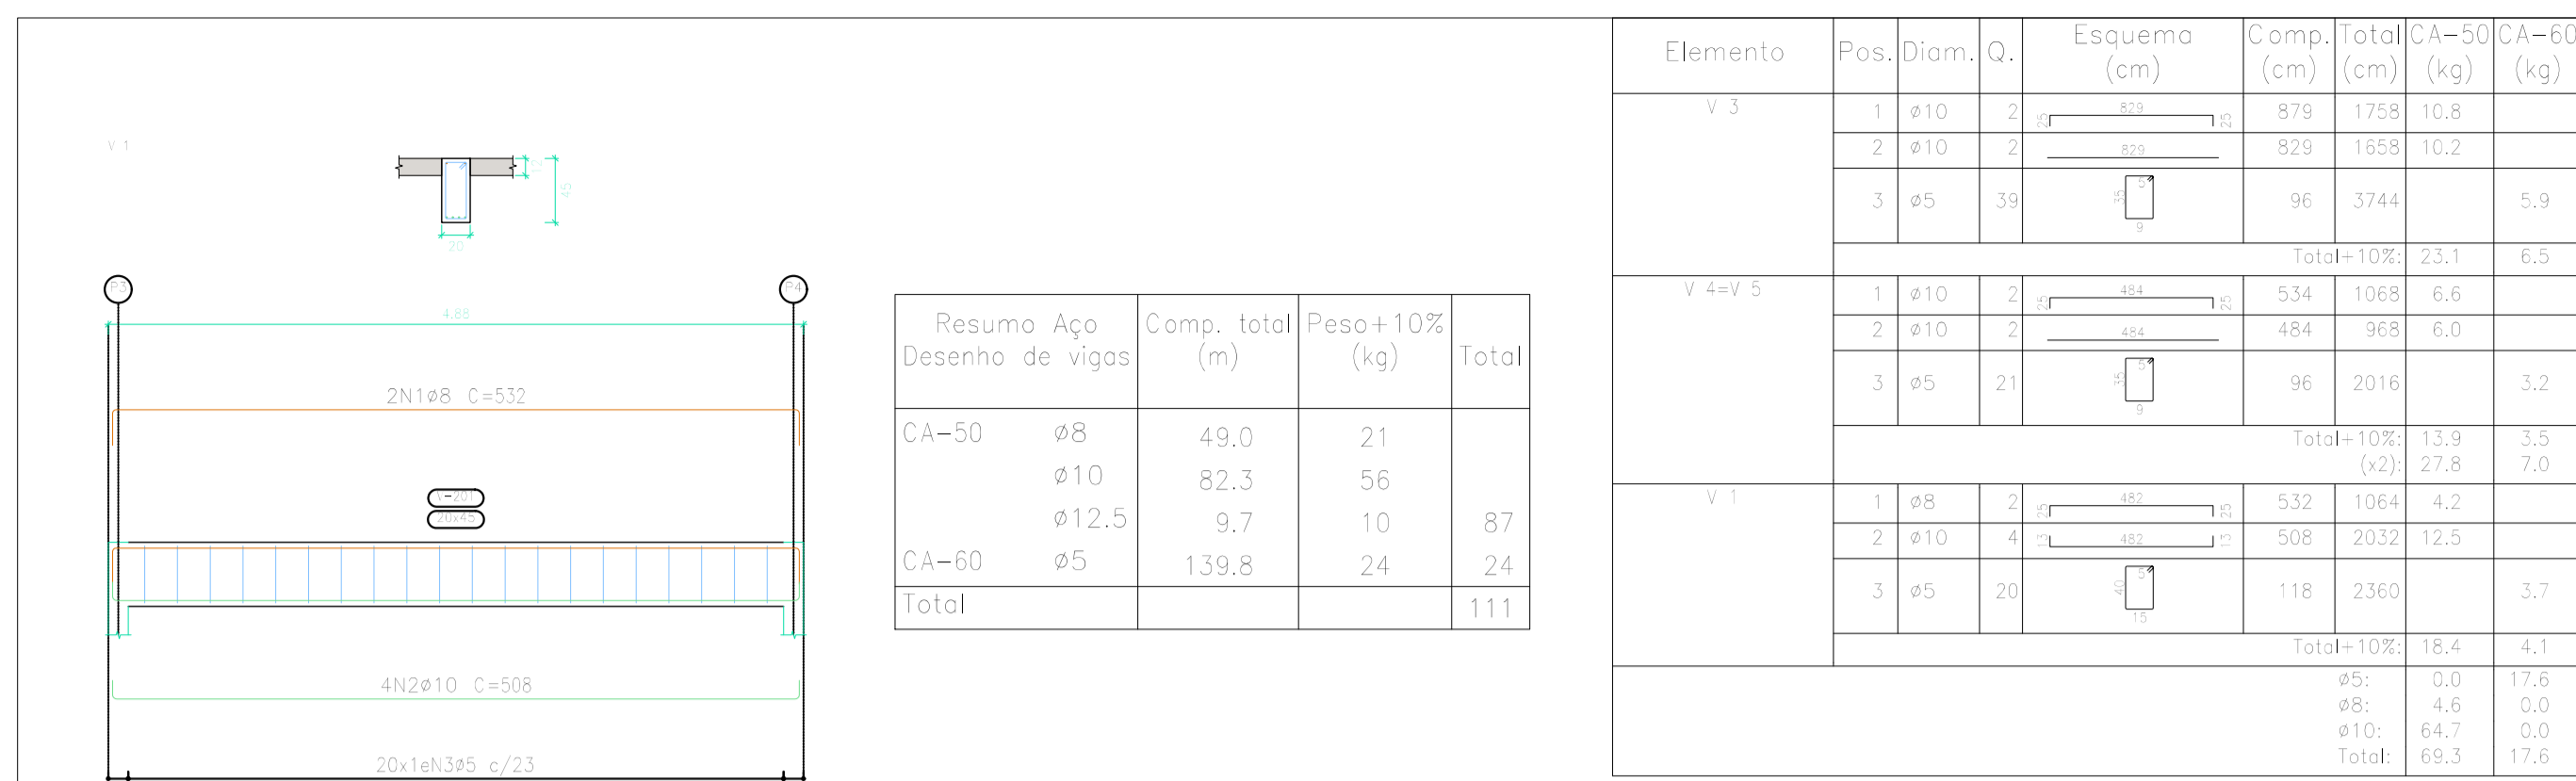 V 1
12
45
20
P3
P4
4.88
2N1ø8 C=532
V-201
20x45
4N2ø10 C=508
20x1eN3ø5 c/23
Resumo Aço
Desenho de vigas
Comp. total
(m)
Peso+10%
(kg)
Total
CA-50 ø8 49.0 21
ø10 82.3 56
ø12.5 9.7 10 87
CA-60 ø5 139.8 24 24
Total 111
Elemento Pos. Diam. Q. Esquema Comp. Total CA-50 CA-60
(cm) (cm) (cm) (kg) (kg)
V 3 1 ø10 2 25 829 25 879 1758 10.8
2 ø10 2 829 829 1658 10.2
3 ø5 39 35 5 9 96 3744 5.9
Total+10%: 23.1 6.5
V 4=V 5 1 ø10 2 25 484 25 534 1068 6.6
2 ø10 2 484 484 968 6.0
3 ø5 21 35 5 9 96 2016 3.2
Total+10%: 13.9 3.5
(x2): 27.8 7.0
V 1 1 ø8 2 25 482 25 532 1064 4.2
2 ø10 4 13 482 13 508 2032 12.5
3 ø5 20 40 5 15 118 2360 3.7
Total+10%: 18.4 4.1
ø5: 0.0 17.6
ø8: 4.6 0.0
ø10: 64.7 0.0
Total: 69.3 17.6